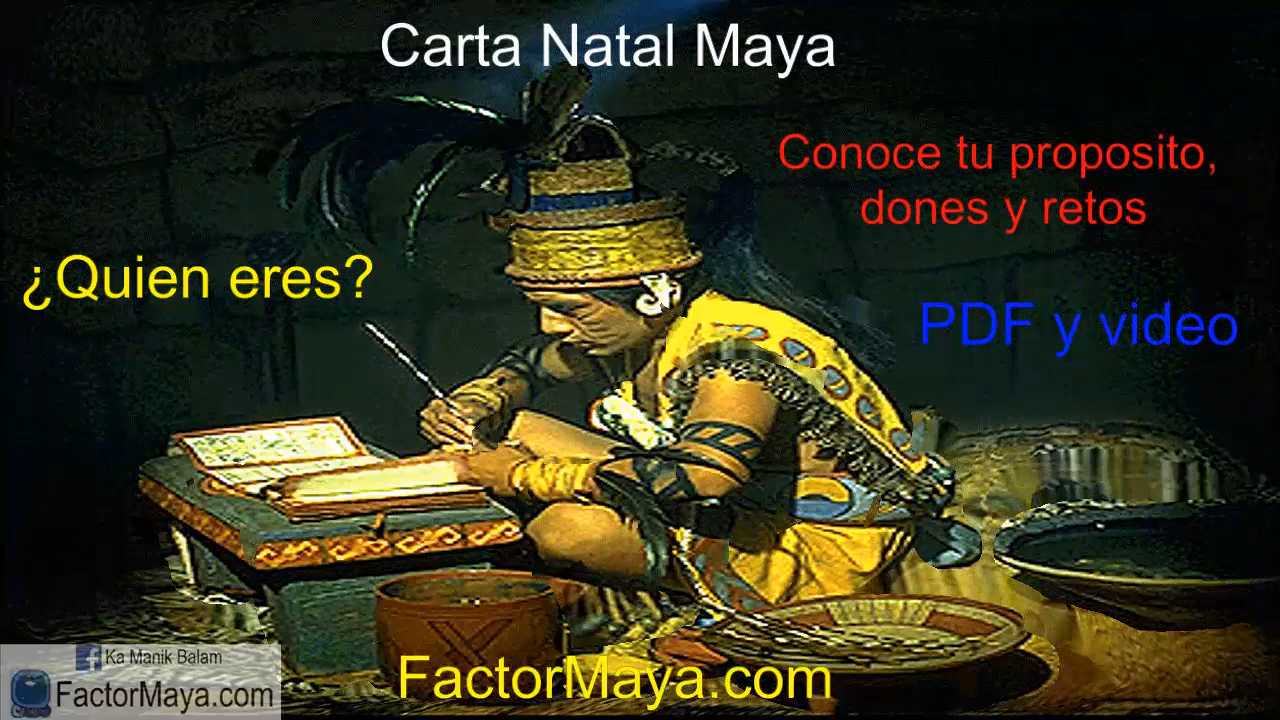 Carta Natal Maya
Conoce tu proposito,
dones y retos
¿Quien eres?
PDF y video
Ka Manik Balam
FactorMaya.com
FactorMaya.com